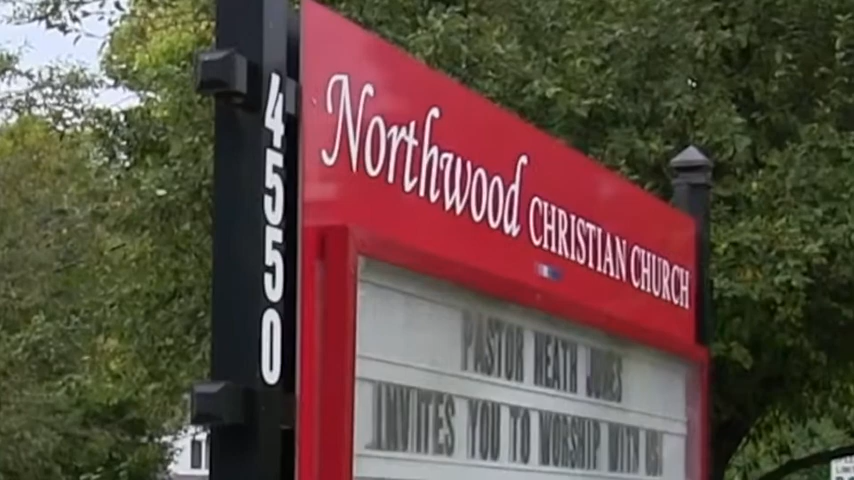 4550
Northwood CHRISTIAN CHURCH
PASTOR HEATH JONES
INVITES YOU TO WORSHIP WITH US!